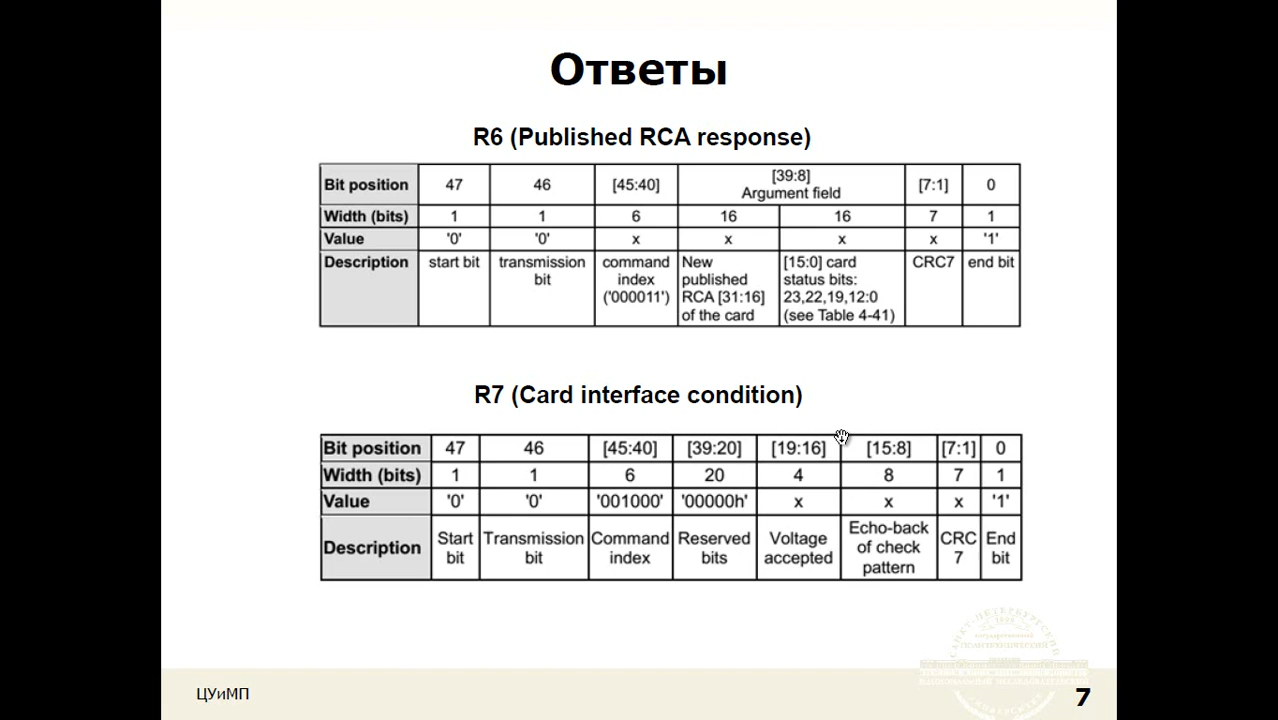 Ответы
R6 (Published RCA response)
Bit position 47 46 [45:40] [39:8] Argument field [7:1] 0
Width (bits) 1 1 6 16 16 7 1
Value '0' '0' x x x x '1'
Description start bit transmission bit command index ('000011') New published RCA [31:16] of the card [15:0] card status bits: 23,22,19,12:0 (see Table 4-41) CRC7 end bit
R7 (Card interface condition)
Bit position 47 46 [45:40] [39:20] [19:16] [15:8] [7:1] 0
Width (bits) 1 1 6 20 4 8 7 1
Value '0' '0' '001000' '00000h' x x x '1'
Description Start bit Transmission bit Command index Reserved bits Voltage accepted Echo-back of check pattern CRC 7 End bit
САНКТ-ПЕТЕРБУРГСКИЙ
ЦУиМП
7